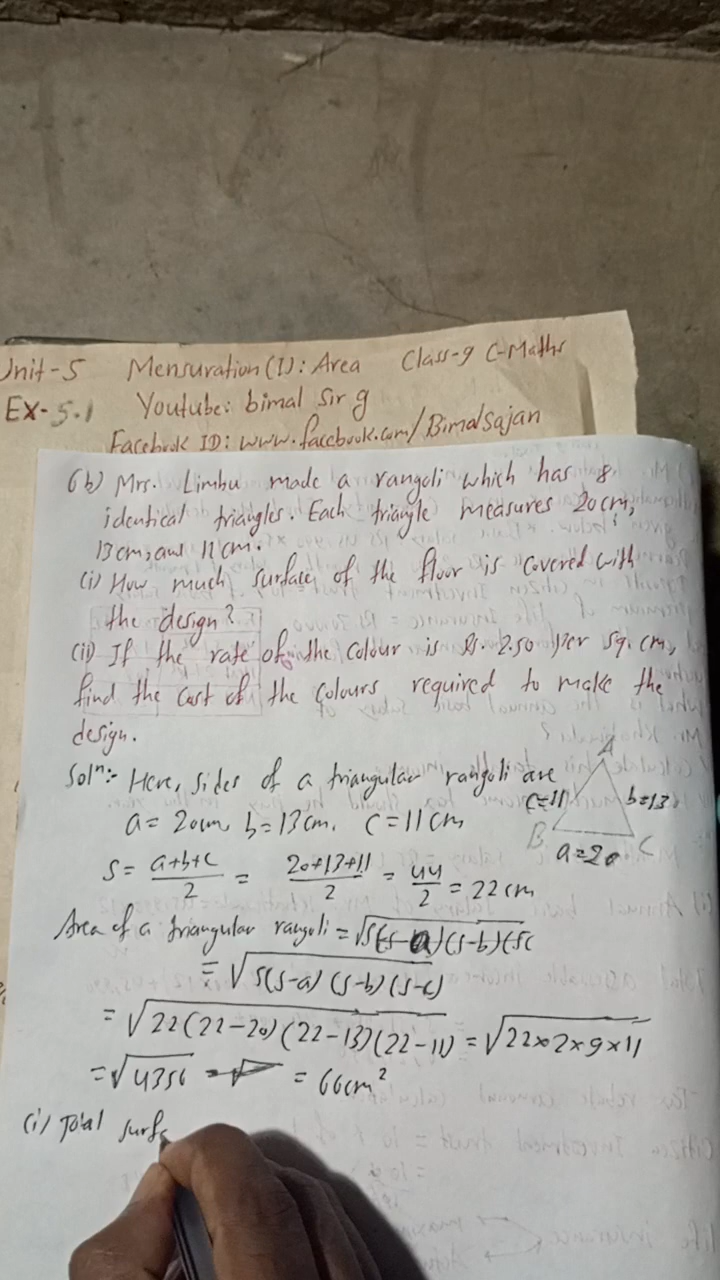 Unit-5 Mensuration (I): Area Class-9 C-Maths
EX-5.1 Youtube: bimal Sir g
Facebook ID: www.facebook.com/BimalSajan
6b) Mrs. Limbu made a rangoli which has 8
identical triangles. Each triangle measures 20cm,
13cm, and 11cm.
(i) How much surface of the floor is covered with
the design?
(ii) If the rate of the colour is Rs. 2.50 per sq. cm,
find the cost of the colours required to make the
design.
Solⁿ:- Here, sides of a triangular rangoli are
a = 20cm, b = 13cm. c = 11cm
A
c=11
b=13
B
C
a=20
S = a+b+c/2 = 20+13+11/2 = 44/2 = 22cm
Area of a triangular rangoli = √S(s-a)(s-b)(s-c
= √S(s-a)(s-b)(s-c)
= √22(22-20)(22-13)(22-11) = √22×2×9×11
= √4356 = 66cm²
(i) Total surf